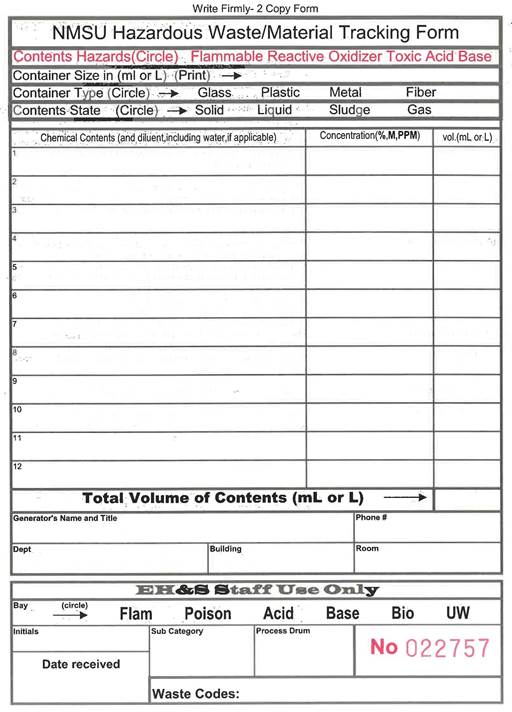 Write Firmly- 2 Copy Form
NMSU Hazardous Waste/Material Tracking Form
Contents Hazards(Circle) Flammable Reactive Oxidizer Toxic Acid Base
Container Size in (ml or L) (Print) →
Container Type (Circle) → Glass Plastic Metal Fiber
Contents State (Circle) → Solid Liquid Sludge Gas
Chemical Contents (and diluent,including water,if applicable) Concentration(%,M,PPM) vol.(mL or L)
1
2
3
4
5
6
7
8
9
10
11
12
Total Volume of Contents (mL or L) →
Generator's Name and Title Phone #
Dept Building Room
EH&S Staff Use Only
Bay (circle) → Flam Poison Acid Base Bio UW
Initials Sub Category Process Drum No 022757
Date received
Waste Codes: